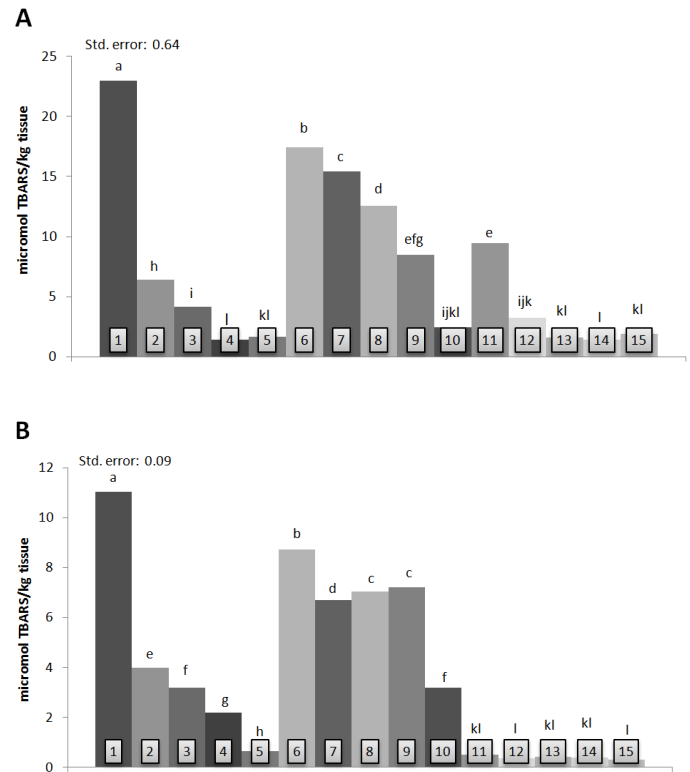 A
Std. error: 0.64
25
20
15
10
5
0
micromol TBARS/kg tissue
a
h
i
l
kl
b
c
d
efg
ijkl
e
ijk
kl
l
kl
1 2 3 4 5 6 7 8 9 10 11 12 13 14 15
B
Std. error: 0.09
12
10
8
6
4
2
0
micromol TBARS/kg tissue
a
e
f
g
h
b
d
c
c
f
kl
l
kl
kl
l
1 2 3 4 5 6 7 8 9 10 11 12 13 14 15